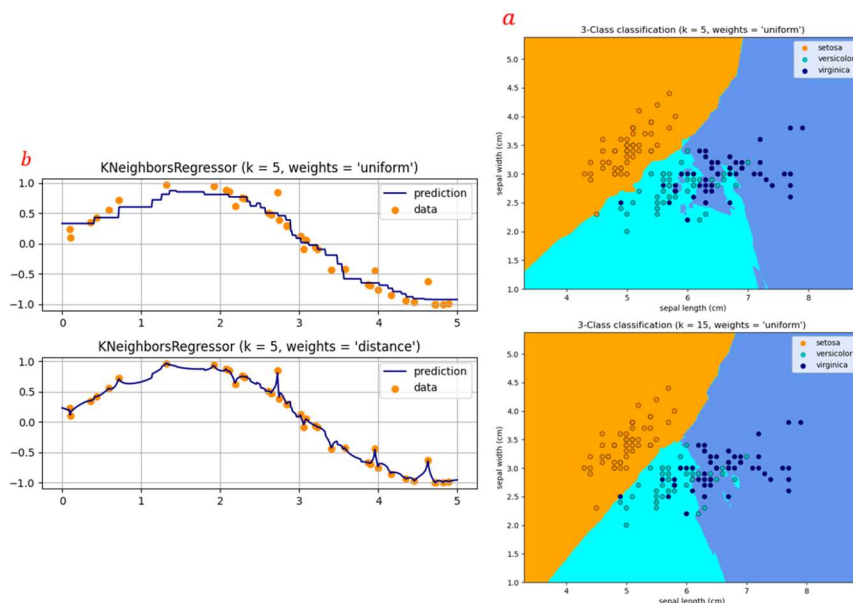 a
3-Class classification (k = 5, weights = 'uniform')
setosa
versicolor
virginica
sepal width (cm)
5.0
4.5
4.0
3.5
3.0
2.5
2.0
1.5
1.0
4 5 6 7 8
sepal length (cm)
b
KNeighborsRegressor (k = 5, weights = 'uniform')
1.0
0.5
0.0
−0.5
−1.0
prediction
data
0 1 2 3 4 5
KNeighborsRegressor (k = 5, weights = 'distance')
1.0
0.5
0.0
−0.5
−1.0
prediction
data
0 1 2 3 4 5
3-Class classification (k = 15, weights = 'uniform')
setosa
versicolor
virginica
sepal width (cm)
5.0
4.5
4.0
3.5
3.0
2.5
2.0
1.5
1.0
4 5 6 7 8
sepal length (cm)